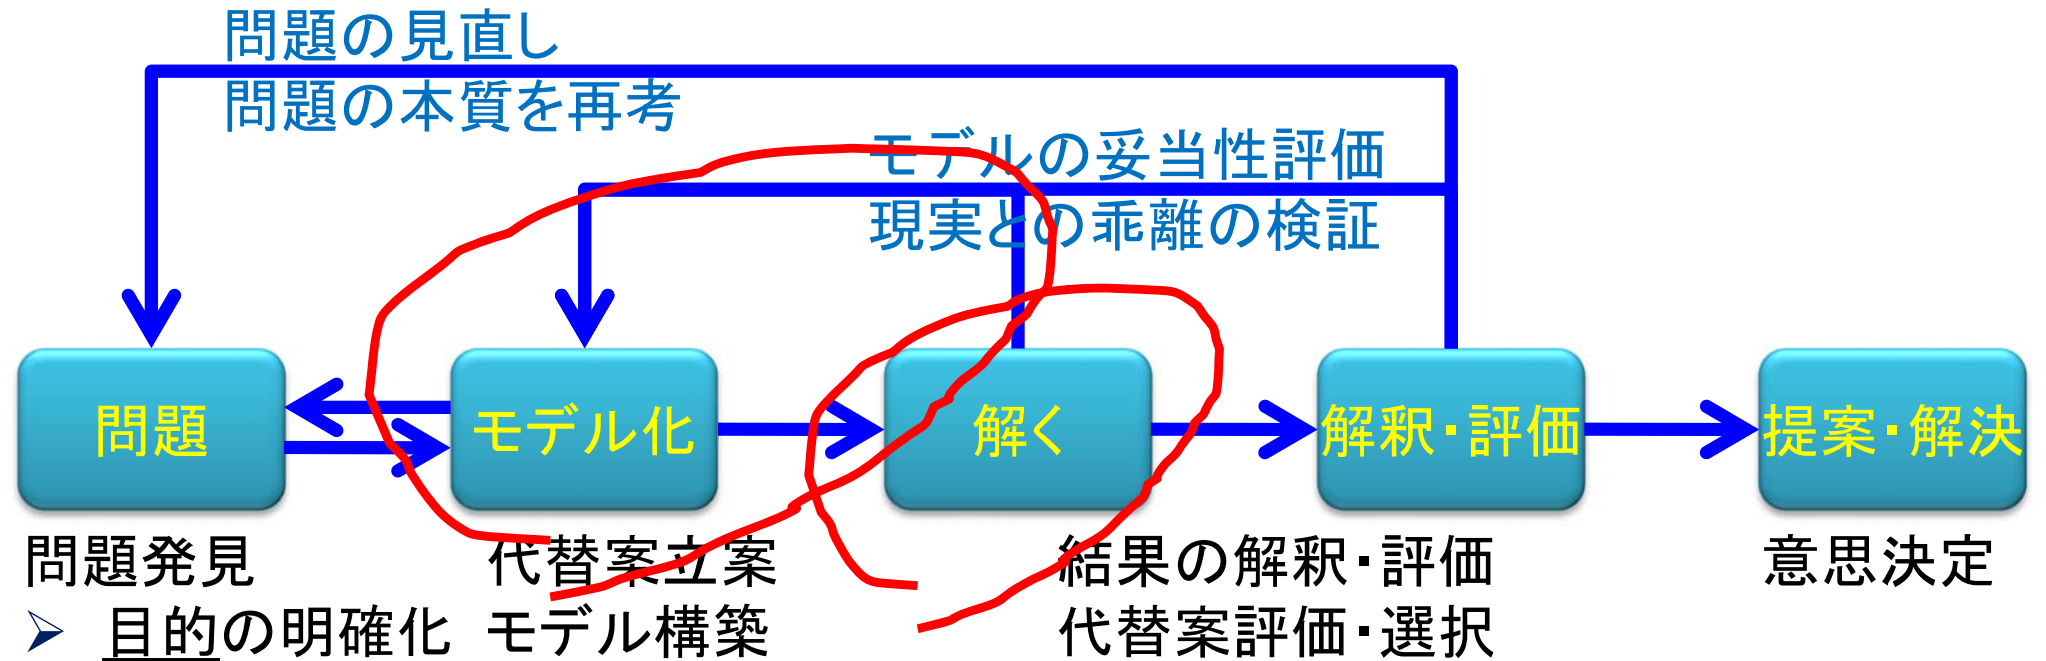 問題の見直し
問題の本質を再考
モデルの妥当性評価
現実との乖離の検証
問題
モデル化
解く
解釈・評価
提案・解決
問題発見
➢ 目的の明確化
代替案立案
モデル構築
結果の解釈・評価
代替案評価・選択
意思決定